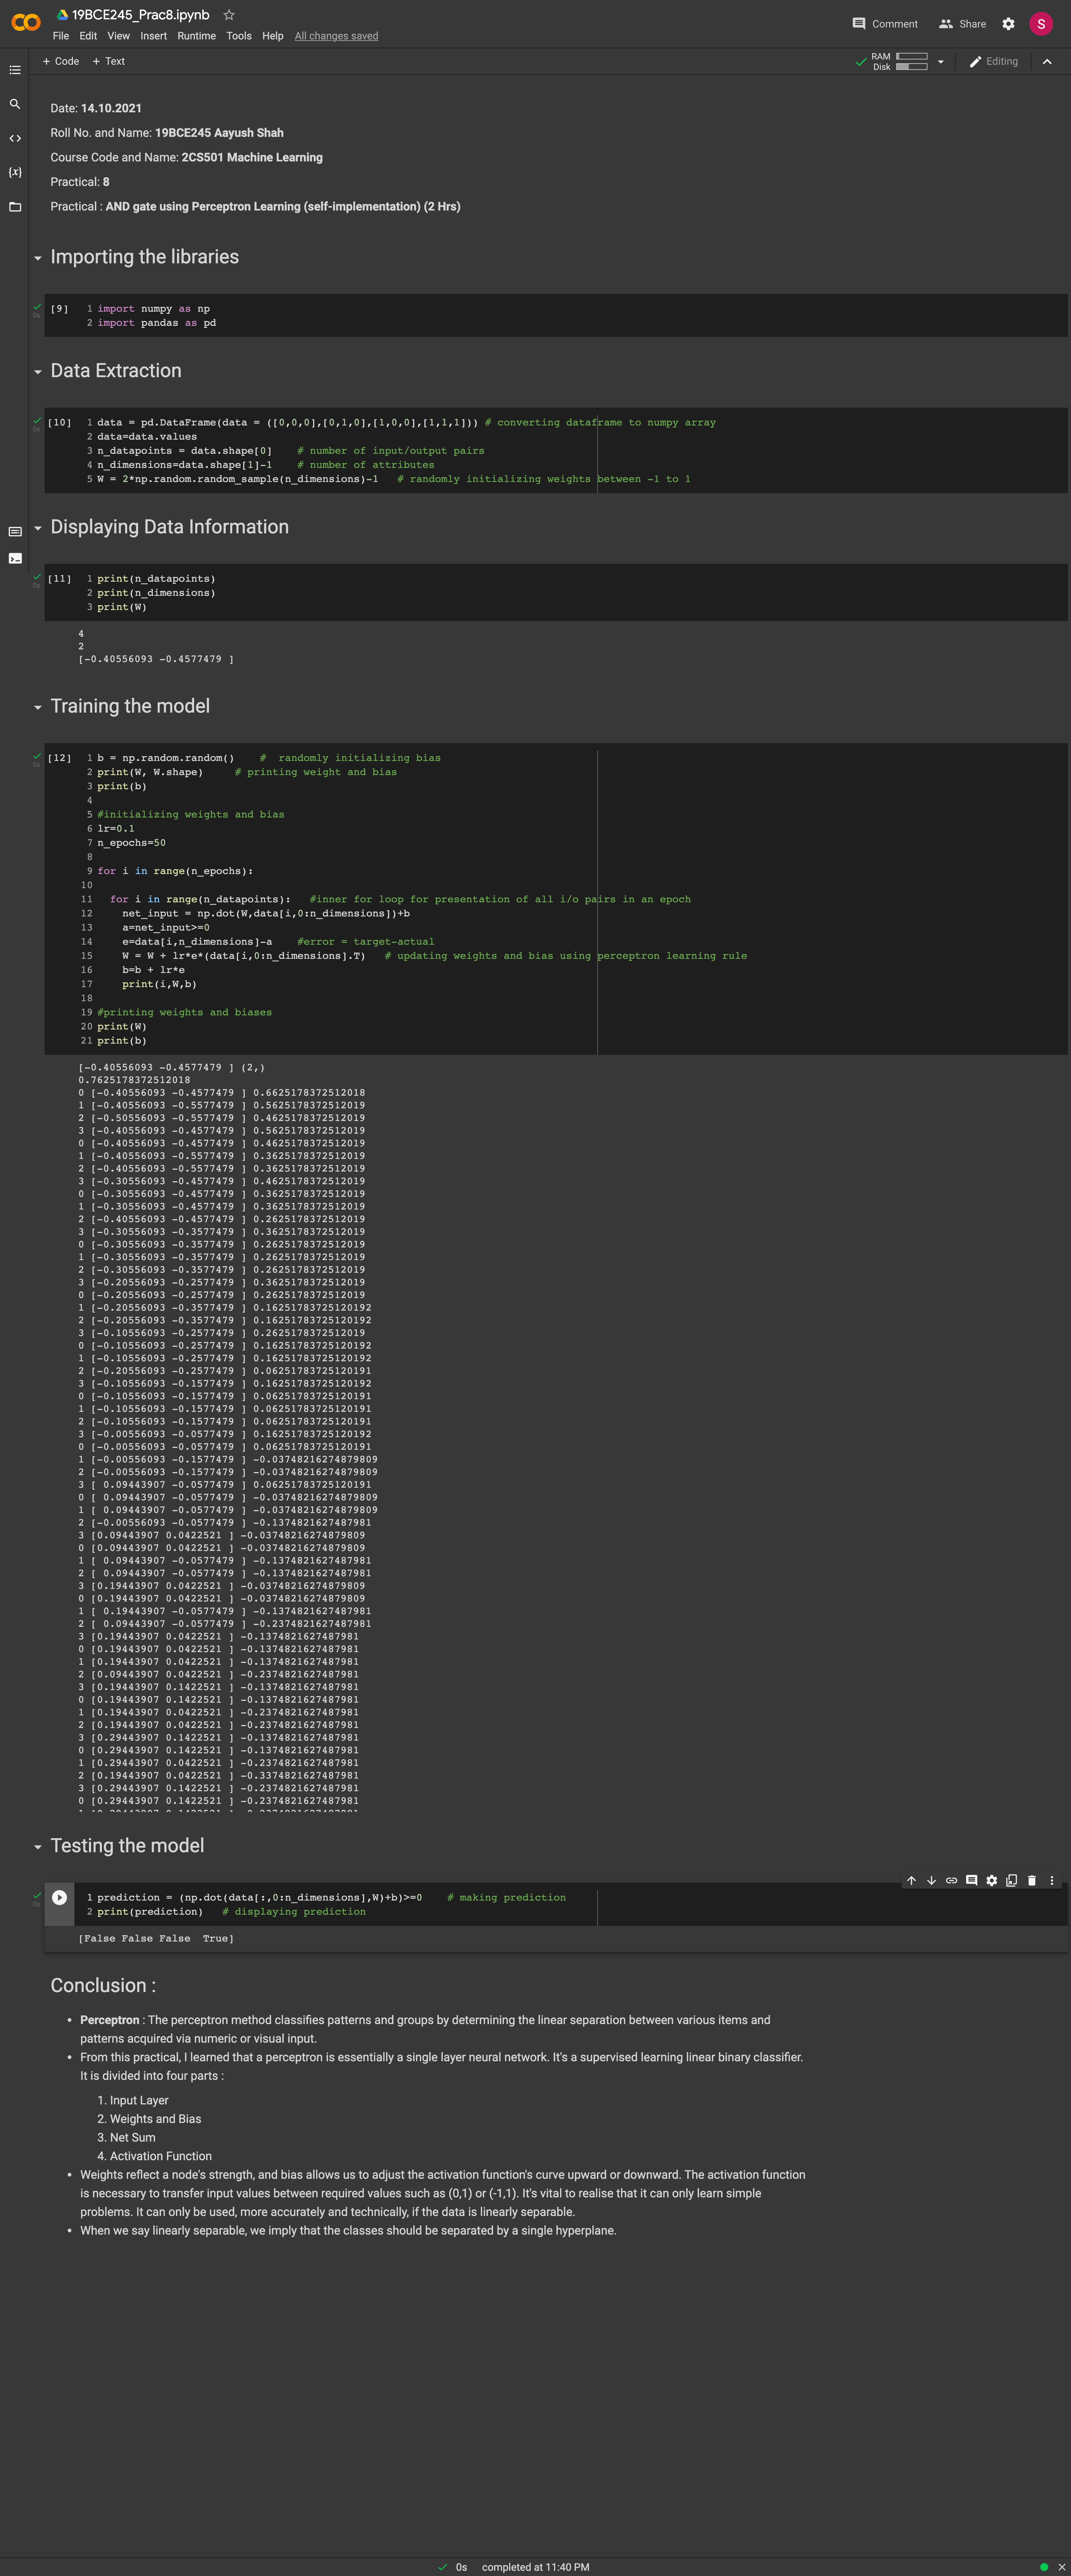 19BCE245_Prac8.ipynb
Comment
Share
S
File Edit View Insert Runtime Tools Help All changes saved
+ Code + Text
RAM
Disk
Editing
Date: 14.10.2021
Roll No. and Name: 19BCE245 Aayush Shah
Course Code and Name: 2CS501 Machine Learning
Practical: 8
Practical : AND gate using Perceptron Learning (self-implementation) (2 Hrs)
Importing the libraries
0s
[9] 1 import numpy as np
2 import pandas as pd
Data Extraction
0s
[10] 1 data = pd.DataFrame(data = ([0,0,0],[0,1,0],[1,0,0],[1,1,1])) # converting dataframe to numpy array
2 data=data.values
3 n_datapoints = data.shape[0] # number of input/output pairs
4 n_dimensions=data.shape[1]-1 # number of attributes
5 W = 2*np.random.random_sample(n_dimensions)-1 # randomly initializing weights between -1 to 1
Displaying Data Information
0s
[11] 1 print(n_datapoints)
2 print(n_dimensions)
3 print(W)
4
2
[-0.40556093 -0.4577479 ]
Training the model
0s
[12] 1 b = np.random.random() # randomly initializing bias
2 print(W, W.shape) # printing weight and bias
3 print(b)
4
5 #initializing weights and bias
6 lr=0.1
7 n_epochs=50
8
9 for i in range(n_epochs):
10
11 for i in range(n_datapoints): #inner for loop for presentation of all i/o pairs in an epoch
12 net_input = np.dot(W,data[i,0:n_dimensions])+b
13 a=net_input>=0
14 e=data[i,n_dimensions]-a #error = target-actual
15 W = W + lr*e*(data[i,0:n_dimensions].T) # updating weights and bias using perceptron learning rule
16 b=b + lr*e
17 print(i,W,b)
18
19 #printing weights and biases
20 print(W)
21 print(b)
[-0.40556093 -0.4577479 ] (2,)
0.7625178372512018
0 [-0.40556093 -0.4577479 ] 0.6625178372512018
1 [-0.40556093 -0.5577479 ] 0.5625178372512019
2 [-0.50556093 -0.5577479 ] 0.4625178372512019
3 [-0.40556093 -0.4577479 ] 0.5625178372512019
0 [-0.40556093 -0.4577479 ] 0.4625178372512019
1 [-0.40556093 -0.5577479 ] 0.3625178372512019
2 [-0.40556093 -0.5577479 ] 0.3625178372512019
3 [-0.30556093 -0.4577479 ] 0.4625178372512019
0 [-0.30556093 -0.4577479 ] 0.3625178372512019
1 [-0.30556093 -0.4577479 ] 0.3625178372512019
2 [-0.40556093 -0.4577479 ] 0.2625178372512019
3 [-0.30556093 -0.3577479 ] 0.3625178372512019
0 [-0.30556093 -0.3577479 ] 0.2625178372512019
1 [-0.30556093 -0.3577479 ] 0.2625178372512019
2 [-0.30556093 -0.3577479 ] 0.2625178372512019
3 [-0.20556093 -0.2577479 ] 0.3625178372512019
0 [-0.20556093 -0.2577479 ] 0.2625178372512019
1 [-0.20556093 -0.3577479 ] 0.16251783725120192
2 [-0.20556093 -0.3577479 ] 0.16251783725120192
3 [-0.10556093 -0.2577479 ] 0.2625178372512019
0 [-0.10556093 -0.2577479 ] 0.16251783725120192
1 [-0.10556093 -0.2577479 ] 0.16251783725120192
2 [-0.20556093 -0.2577479 ] 0.06251783725120191
3 [-0.10556093 -0.1577479 ] 0.16251783725120192
0 [-0.10556093 -0.1577479 ] 0.06251783725120191
1 [-0.10556093 -0.1577479 ] 0.06251783725120191
2 [-0.10556093 -0.1577479 ] 0.06251783725120191
3 [-0.00556093 -0.0577479 ] 0.16251783725120192
0 [-0.00556093 -0.0577479 ] 0.06251783725120191
1 [-0.00556093 -0.1577479 ] -0.03748216274879809
2 [-0.00556093 -0.1577479 ] -0.03748216274879809
3 [ 0.09443907 -0.0577479 ] 0.06251783725120191
0 [ 0.09443907 -0.0577479 ] -0.03748216274879809
1 [ 0.09443907 -0.0577479 ] -0.03748216274879809
2 [-0.00556093 -0.0577479 ] -0.1374821627487981
3 [0.09443907 0.0422521 ] -0.03748216274879809
0 [0.09443907 0.0422521 ] -0.03748216274879809
1 [ 0.09443907 -0.0577479 ] -0.1374821627487981
2 [ 0.09443907 -0.0577479 ] -0.1374821627487981
3 [0.19443907 0.0422521 ] -0.03748216274879809
0 [0.19443907 0.0422521 ] -0.03748216274879809
1 [ 0.19443907 -0.0577479 ] -0.1374821627487981
2 [ 0.09443907 -0.0577479 ] -0.2374821627487981
3 [0.19443907 0.0422521 ] -0.1374821627487981
0 [0.19443907 0.0422521 ] -0.1374821627487981
1 [0.19443907 0.0422521 ] -0.1374821627487981
2 [0.09443907 0.0422521 ] -0.2374821627487981
3 [0.19443907 0.1422521 ] -0.1374821627487981
0 [0.19443907 0.1422521 ] -0.1374821627487981
1 [0.19443907 0.0422521 ] -0.2374821627487981
2 [0.19443907 0.0422521 ] -0.2374821627487981
3 [0.29443907 0.1422521 ] -0.1374821627487981
0 [0.29443907 0.1422521 ] -0.1374821627487981
1 [0.29443907 0.0422521 ] -0.2374821627487981
2 [0.19443907 0.0422521 ] -0.3374821627487981
3 [0.29443907 0.1422521 ] -0.2374821627487981
0 [0.29443907 0.1422521 ] -0.2374821627487981
Testing the model
0s
1 prediction = (np.dot(data[:,0:n_dimensions],W)+b)>=0 # making prediction
2 print(prediction) # displaying prediction
[False False False  True]
Conclusion :
• Perceptron : The perceptron method classifies patterns and groups by determining the linear separation between various items and
patterns acquired via numeric or visual input.
• From this practical, I learned that a perceptron is essentially a single layer neural network. It's a supervised learning linear binary classifier.
It is divided into four parts :
1. Input Layer
2. Weights and Bias
3. Net Sum
4. Activation Function
• Weights reflect a node's strength, and bias allows us to adjust the activation function's curve upward or downward. The activation function
is necessary to transfer input values between required values such as (0,1) or (-1,1). It's vital to realise that it can only learn simple
problems. It can only be used, more accurately and technically, if the data is linearly separable.
• When we say linearly separable, we imply that the classes should be separated by a single hyperplane.
0s completed at 11:40 PM